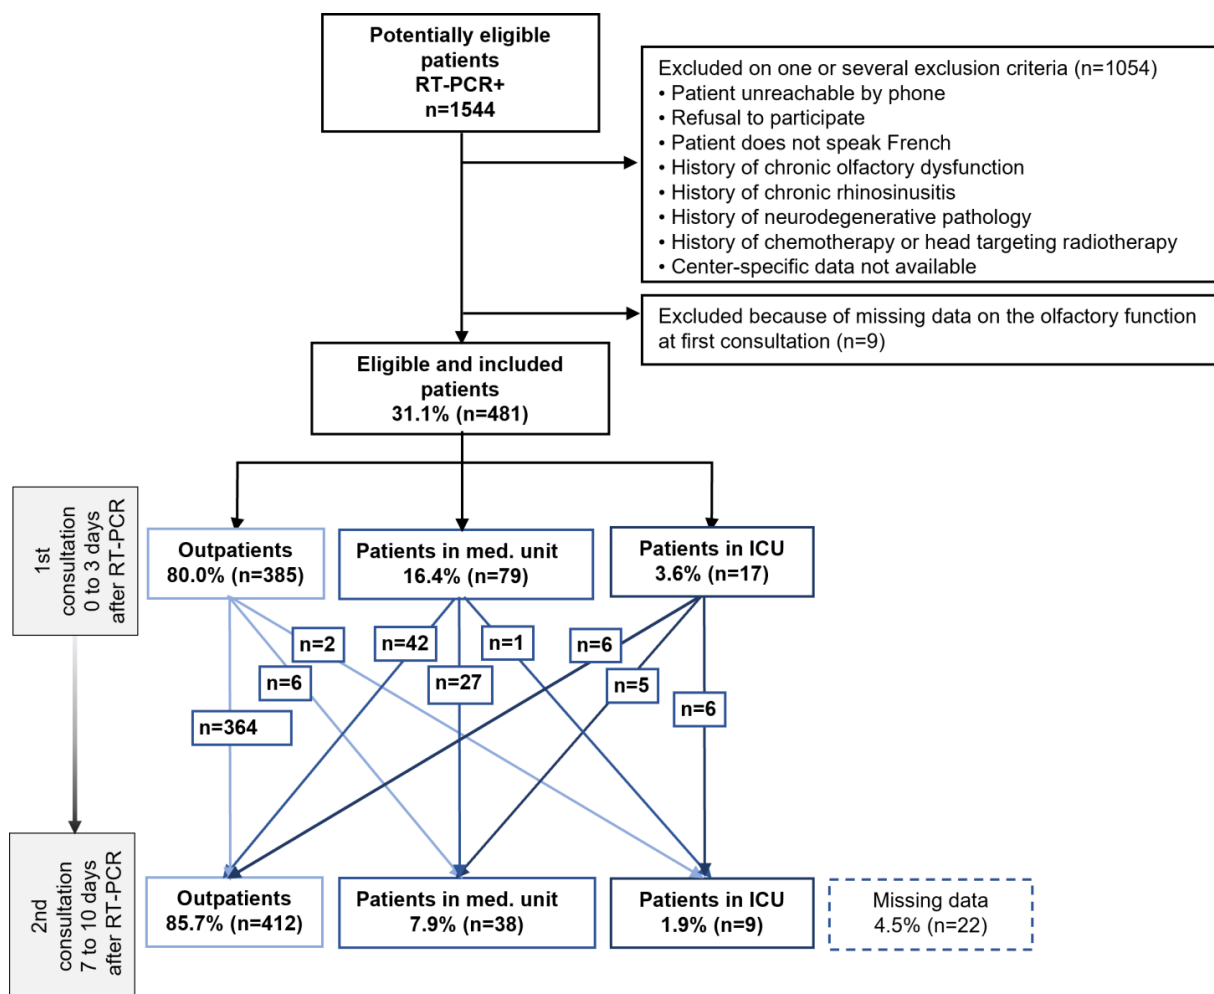 Potentially eligible
patients
RT-PCR+
n=1544
Excluded on one or several exclusion criteria (n=1054)
• Patient unreachable by phone
• Refusal to participate
• Patient does not speak French
• History of chronic olfactory dysfunction
• History of chronic rhinosinusitis
• History of neurodegenerative pathology
• History of chemotherapy or head targeting radiotherapy
• Center-specific data not available
Excluded because of missing data on the olfactory function
at first consultation (n=9)
Eligible and included
patients
31.1% (n=481)
1st
consultation
0 to 3 days
after RT-PCR
Outpatients
80.0% (n=385)
Patients in med. unit
16.4% (n=79)
Patients in ICU
3.6% (n=17)
n=2
n=42
n=1
n=6
n=6
n=27
n=5
n=6
n=364
2nd
consultation
7 to 10 days
after RT-PCR
Outpatients
85.7% (n=412)
Patients in med. unit
7.9% (n=38)
Patients in ICU
1.9% (n=9)
Missing data
4.5% (n=22)